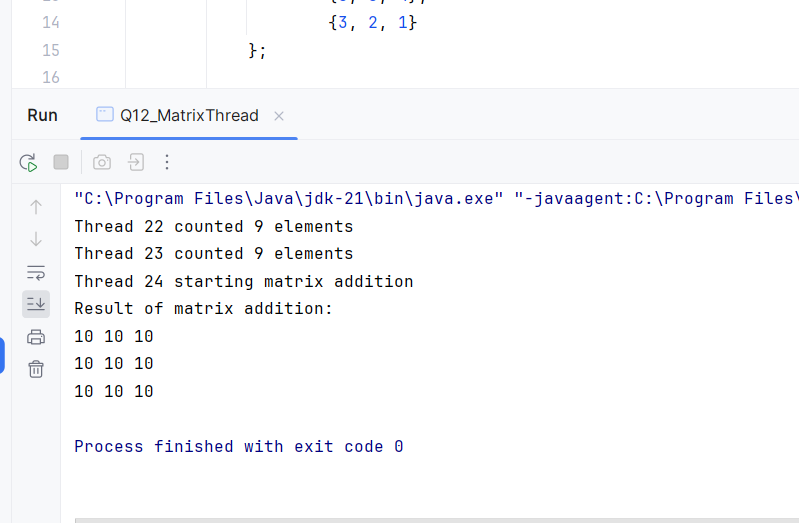 14 {3, 2, 1}
15 };
16
Run Q12_MatrixThread
"C:\Program Files\Java\jdk-21\bin\java.exe" "-javaagent:C:\Program Files\
Thread 22 counted 9 elements
Thread 23 counted 9 elements
Thread 24 starting matrix addition
Result of matrix addition:
10 10 10
10 10 10
10 10 10
Process finished with exit code 0